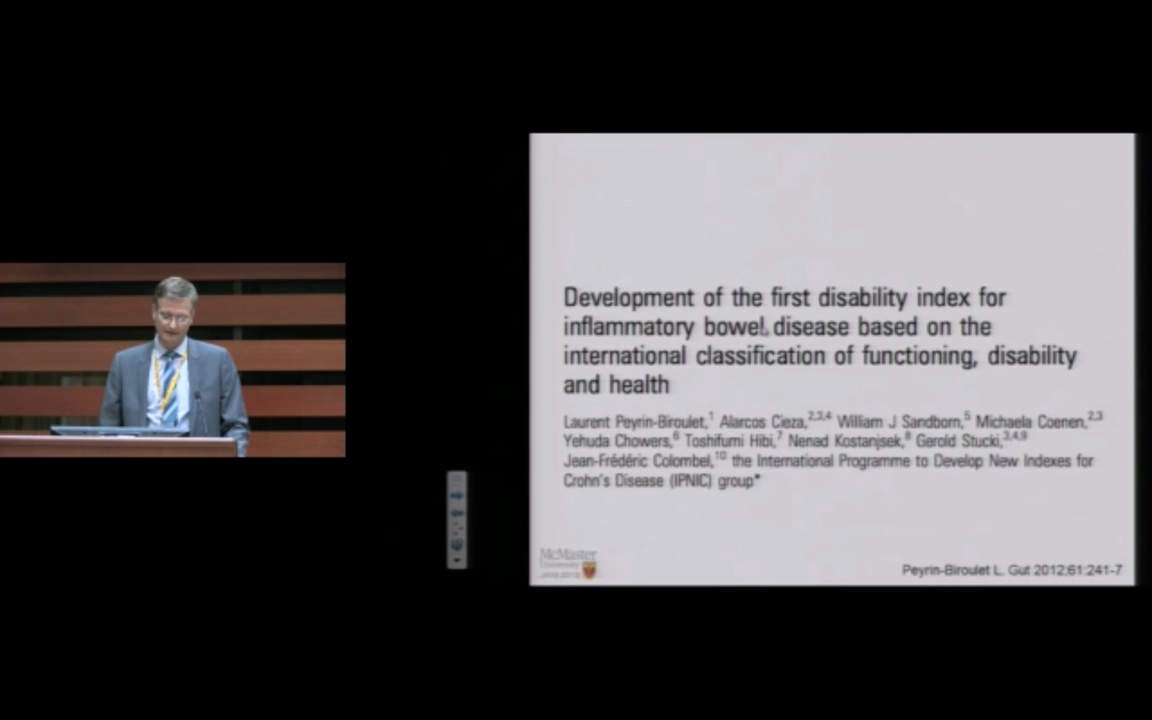 Development of the first disability index for
inflammatory bowel disease based on the
international classification of functioning, disability
and health
Laurent Peyrin-Biroulet,1 Alarcos Cieza,2,3,4 William J Sandborn,5 Michaela Coenen,2,3
Yehuda Chowers,6 Toshifumi Hibi,7 Nenad Kostanjsek,8 Gerold Stucki,3,4,9
Jean-Frédéric Colombel,10 the International Programme to Develop New Indexes for
Crohn's Disease (IPNIC) group*
McMaster
University
Peyrin-Biroulet L. Gut 2012;61:241-7